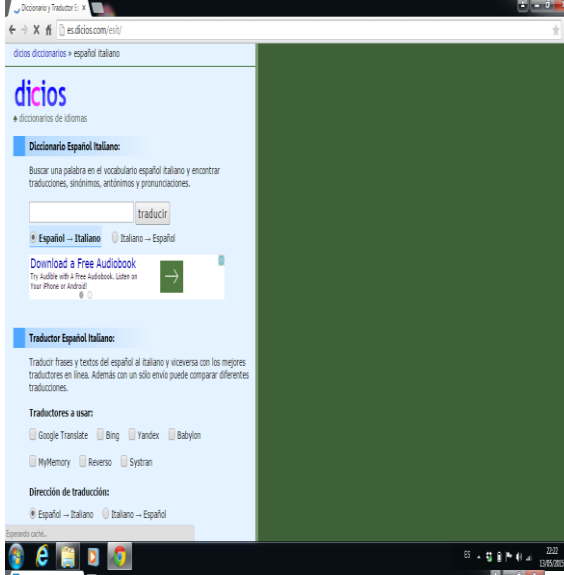 Diccionario y Traductor Es
es.dicios.com/esit/
dicios diccionarios » español italiano
dicios
diccionarios de idiomas
Diccionario Español Italiano:
Buscar una palabra en el vocabulario español italiano y encontrar
traducciones, sinónimos, antónimos y pronunciaciones.
traducir
Español → Italiano Italiano → Español
Download a Free Audiobook
Try Audible with A Free Audiobook. Listen on
Your iPhone or Android!
Traductor Español Italiano:
Traducir frases y textos del español al italiano y viceversa con los mejores
traductores en línea. Además con un sólo envío puede comparar diferentes
traducciones.
Traductores a usar:
Google Translate Bing Yandex Babylon
MyMemory Reverso Systran
Dirección de traducción:
Español → Italiano Italiano → Español
Esperando caché...
ES
22:22
13/05/2015